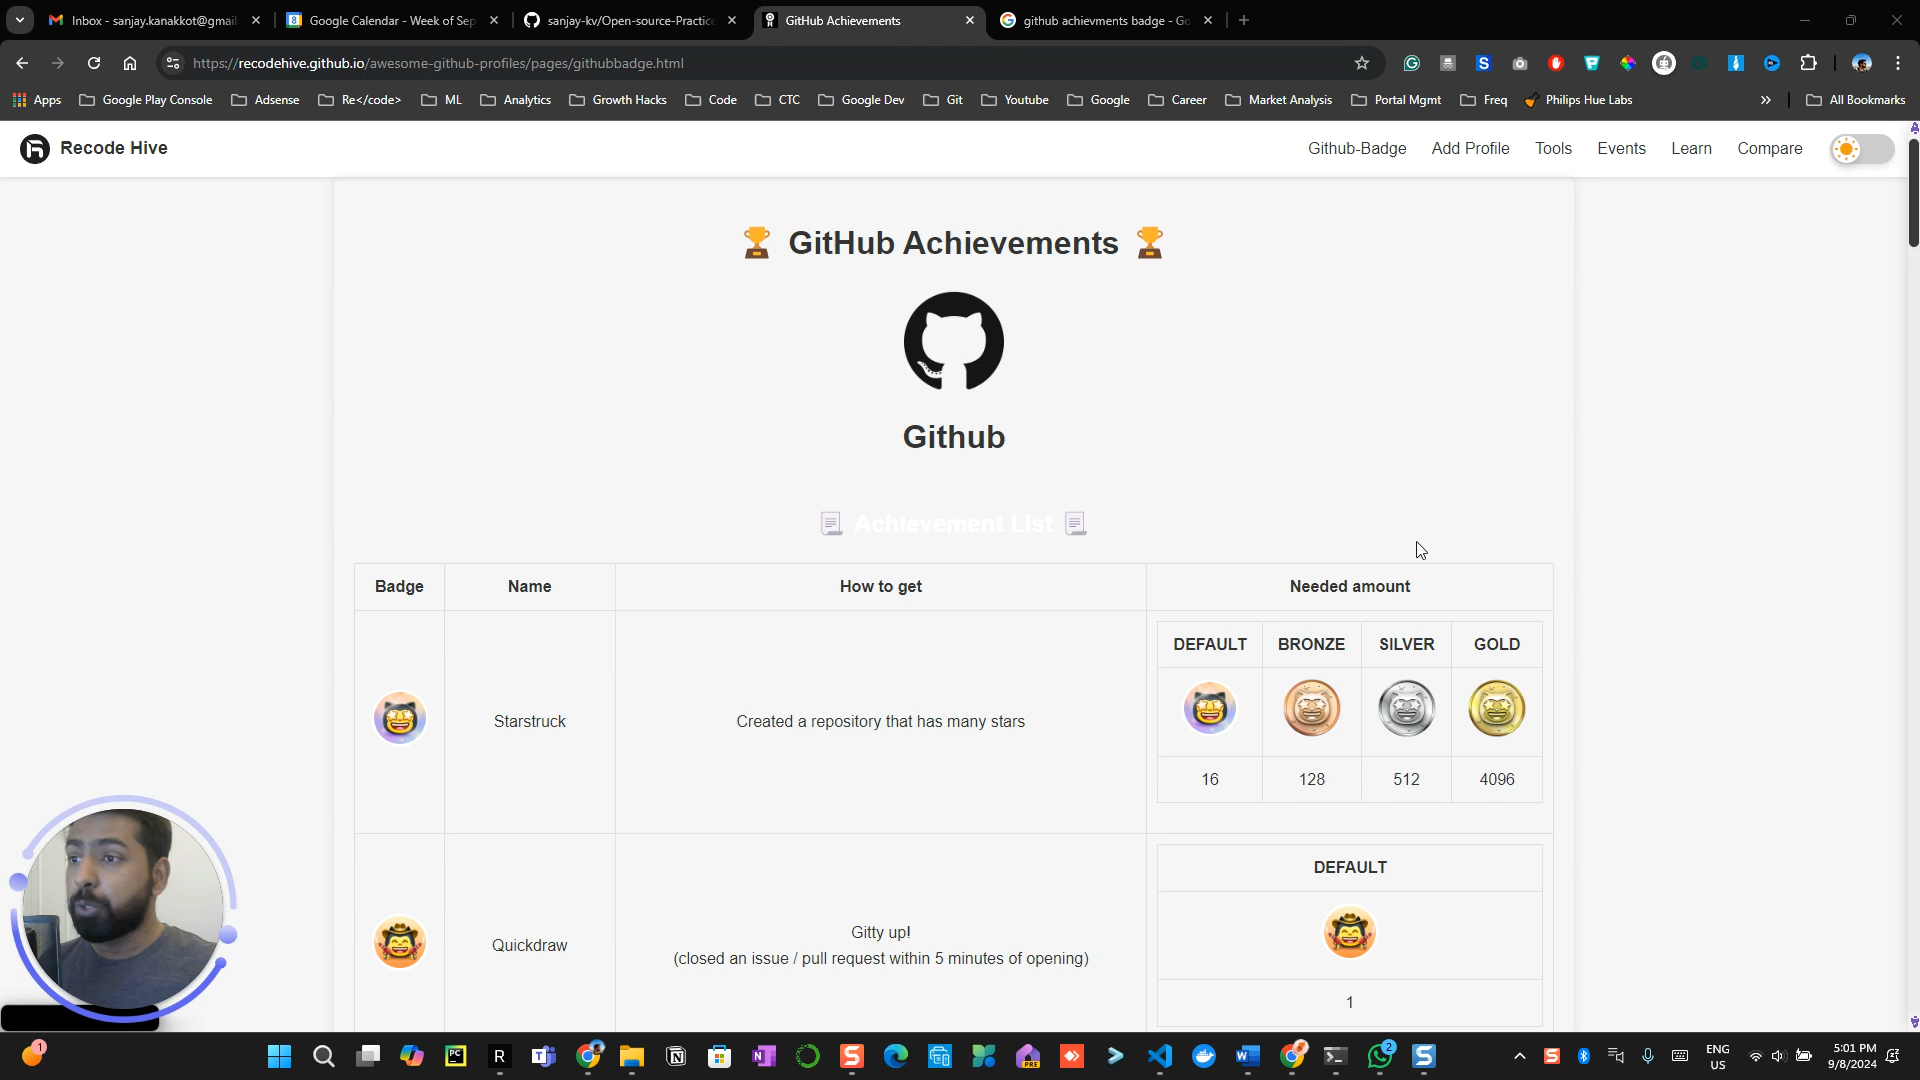 Inbox - sanjay.kanakkot@gmail
Google Calendar - Week of Sep
sanjay-kv/Open-source-Practice
GitHub Achievements
github achievments badge - Go
https://recodehive.github.io/awesome-github-profiles/pages/githubbadge.html
Apps
Google Play Console
Adsense
Re</code>
ML
Analytics
Growth Hacks
Code
CTC
Google Dev
Git
Youtube
Google
Career
Market Analysis
Portal Mgmt
Freq
Philips Hue Labs
All Bookmarks
Recode Hive
Github-Badge
Add Profile
Tools
Events
Learn
Compare
GitHub Achievements
Github
Achievement List
Badge
Name
How to get
Needed amount
Starstruck
Created a repository that has many stars
DEFAULT
BRONZE
SILVER
GOLD
16
128
512
4096
Quickdraw
Gitty up!
(closed an issue / pull request within 5 minutes of opening)
DEFAULT
1
1
PC
R
PRE
2
ENG
US
5:01 PM
9/8/2024